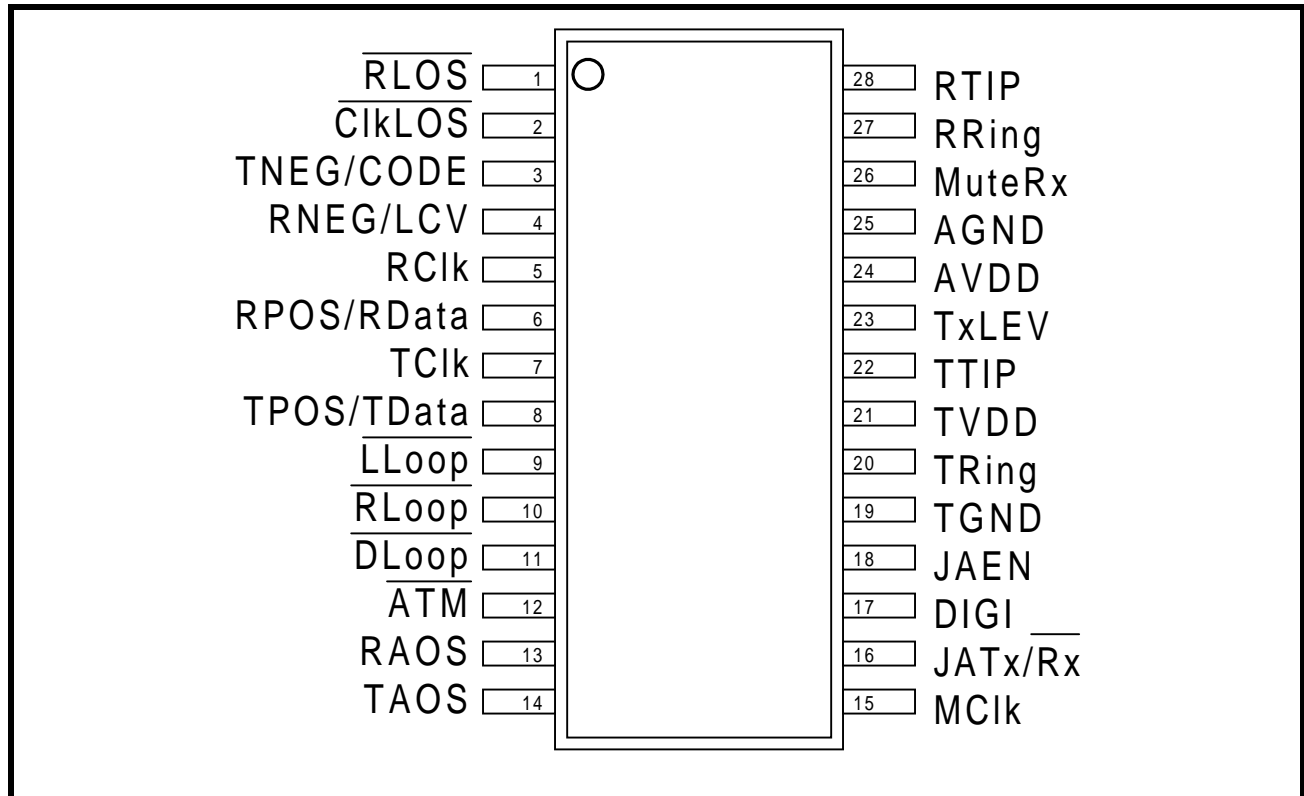 RLOS 1 28 RTIP
ClkLOS 2 27 RRing
TNEG/CODE 3 26 MuteRx
RNEG/LCV 4 25 AGND
RClk 5 24 AVDD
RPOS/RData 6 23 TxLEV
TClk 7 22 TTIP
TPOS/TData 8 21 TVDD
LLoop 9 20 TRing
RLoop 10 19 TGND
DLoop 11 18 JAEN
ATM 12 17 DIGI
RAOS 13 16 JATx/Rx
TAOS 14 15 MClk